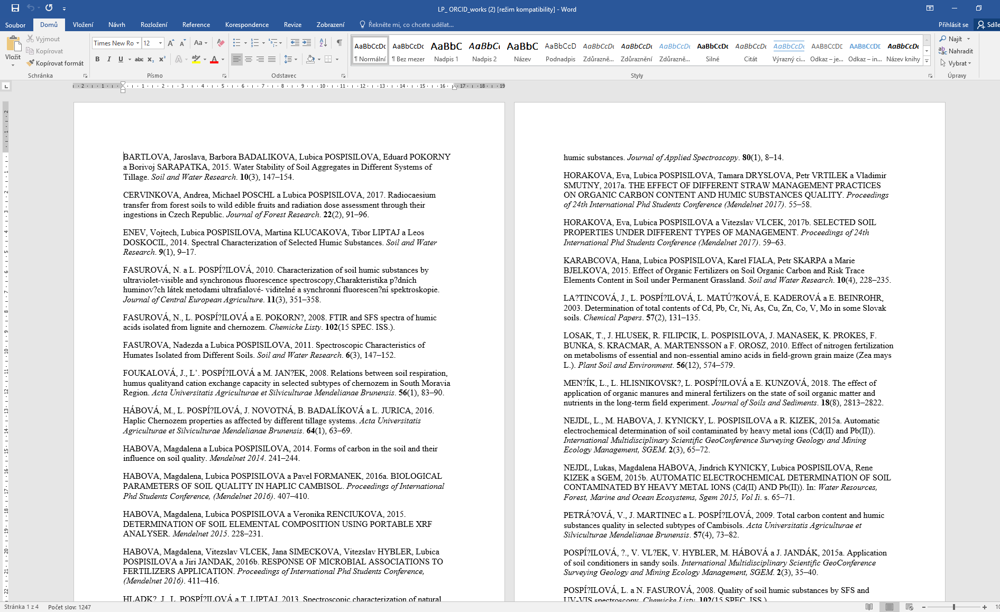 LP_ ORCID_works (2) [režim kompatibility] - Word
Soubor Domů Vložení Návrh Rozložení Reference Korespondence Revize Zobrazení Řekněte mi, co chcete udělat... Přihlásit se Sdíle
Vložit
Vyjmout
Kopírovat
Kopírovat formát
Schránka
Times New Ro 12
Písmo
Odstavec
AaBbCcDc AaBbCcDc AaBbC AaBbC AaBbC AaBbCcD AaBbCcDc AaBbCcDc AaBbCcDc AaBbCcDc AaBbCcDc AaBbCcDc AABBCCDE AABBCCDE AaBbCcDc
¶ Normální ¶ Bez mezer Nadpis 1 Nadpis 2 Název Podnadpis Zdůrazně... Zdůraznění Zdůrazně... Silné Citát Výrazný ci... Odkaz – je... Odkaz – in... Název knihy
Styly
Najít
Nahradit
Vybrat
Úpravy
BARTLOVA, Jaroslava, Barbora BADALIKOVA, Lubica POSPISILOVA, Eduard POKORNY
a Borivoj SARAPATKA, 2015. Water Stability of Soil Aggregates in Different Systems of
Tillage. Soil and Water Research. 10(3), 147–154.
CERVINKOVA, Andrea, Michael POSCHL a Lubica POSPISILOVA, 2017. Radiocaesium
transfer from forest soils to wild edible fruits and radiation dose assessment through their
ingestions in Czech Republic. Journal of Forest Research. 22(2), 91–96.
ENEV, Vojtech, Lubica POSPISILOVA, Martina KLUCAKOVA, Tibor LIPTAJ a Leos
DOSKOCIL, 2014. Spectral Characterization of Selected Humic Substances. Soil and Water
Research. 9(1), 9–17.
FASUROVÁ, N. a L. POSPÍ?ILOVÁ, 2010. Characterization of soil humic substances by
ultraviolet-visible and synchronous fluorescence spectroscopy,Charakteristika p?dních
huminov?ch látek metodami ultrafialové- viditelné a synchronní fluorescen?ní spektroskopie.
Journal of Central European Agriculture. 11(3), 351–358.
FASUROVÁ, N., L. POSPÍ?ILOVÁ a E. POKORN?, 2008. FTIR and SFS spectra of humic
acids isolated from lignite and chernozem. Chemicke Listy. 102(15 SPEC. ISS.).
FASUROVA, Nadezda a Lubica POSPISILOVA, 2011. Spectroscopic Characteristics of
Humates Isolated from Different Soils. Soil and Water Research. 6(3), 147–152.
FOUKALOVÁ, J., L’. POSPÍ?ILOVÁ a M. JAN?EK, 2008. Relations between soil respiration,
humus qualityand cation exchange capacity in selected subtypes of chernozem in South Moravia
Region. Acta Universitatis Agriculturae et Silviculturae Mendelianae Brunensis. 56(1), 83–90.
HÁBOVÁ, M., L. POSPÍ?ILOVÁ, J. NOVOTNÁ, B. BADALÍKOVÁ a L. JURICA, 2016.
Haplic Chernozem properties as affected by different tillage systems. Acta Universitatis
Agriculturae et Silviculturae Mendelianae Brunensis. 64(1), 63–69.
HABOVA, Magdalena a Lubica POSPISILOVA, 2014. Forms of carbon in the soil and their
influence on soil quality. Mendelnet 2014. 241–244.
HABOVA, Magdalena, Lubica POSPISILOVA a Pavel FORMANEK, 2016a. BIOLOGICAL
PARAMETERS OF SOIL QUALITY IN HAPLIC CAMBISOL. Proceedings of International
Phd Students Conference, (Mendelnet 2016). 407–410.
HABOVA, Magdalena, Lubica POSPISILOVA a Veronika RENCIUKOVA, 2015.
DETERMINATION OF SOIL ELEMENTAL COMPOSITION USING PORTABLE XRF
ANALYSER. Mendelnet 2015. 228–231.
HABOVA, Magdalena, Vitezslav VLCEK, Jana SIMECKOVA, Vitezslav HYBLER, Lubica
POSPISILOVA a Jiri JANDAK, 2016b. RESPONSE OF MICROBIAL ASSOCIATIONS TO
FERTILIZERS APPLICATION. Proceedings of International Phd Students Conference,
(Mendelnet 2016). 411–416.
HLADK?, J., L. POSPÍ?ILOVÁ a T. LIPTAJ, 2013. Spectroscopic characterization of natural
humic substances. Journal of Applied Spectroscopy. 80(1), 8–14.
HORAKOVA, Eva, Lubica POSPISILOVA, Tamara DRYSLOVA, Petr VRTILEK a Vladimir
SMUTNY, 2017a. THE EFFECT OF DIFFERENT STRAW MANAGEMENT PRACTICES
ON ORGANIC CARBON CONTENT AND HUMIC SUBSTANCES QUALITY. Proceedings
of 24th International Phd Students Conference (Mendelnet 2017). 55–58.
HORAKOVA, Eva, Lubica POSPISILOVA a Vitezslav VLCEK, 2017b. SELECTED SOIL
PROPERTIES UNDER DIFFERENT TYPES OF MANAGEMENT. Proceedings of 24th
International Phd Students Conference (Mendelnet 2017). 59–63.
KARABCOVA, Hana, Lubica POSPISILOVA, Karel FIALA, Petr SKARPA a Marie
BJELKOVA, 2015. Effect of Organic Fertilizers on Soil Organic Carbon and Risk Trace
Elements Content in Soil under Permanent Grassland. Soil and Water Research. 10(4), 228–235.
LA?TINCOVÁ, J., L. POSPÍ?ILOVÁ, L. MATÚ?KOVÁ, E. KADEROVÁ a E. BEINROHR,
2003. Determination of total contents of Cd, Pb, Cr, Ni, As, Cu, Zn, Co, V, Mo in some Slovak
soils. Chemical Papers. 57(2), 131–135.
LOSAK, T., J. HLUSEK, R. FILIPCIK, L. POSPISILOVA, J. MANASEK, K. PROKES, F.
BUNKA, S. KRACMAR, A. MARTENSSON a F. OROSZ, 2010. Effect of nitrogen fertilization
on metabolisms of essential and non-essential amino acids in field-grown grain maize (Zea mays
L.). Plant Soil and Environment. 56(12), 574–579.
MEN?ÍK, L., L. HLISNIKOVSK?, L. POSPÍ?ILOVÁ a E. KUNZOVÁ, 2018. The effect of
application of organic manures and mineral fertilizers on the state of soil organic matter and
nutrients in the long-term field experiment. Journal of Soils and Sediments. 18(8), 2813–2822.
NEJDL, L., M. HABOVA, J. KYNICKY, L. POSPISILOVA a R. KIZEK, 2015a. Automatic
electrochemical determination of soil contaminated by heavy metal ions (Cd(II) and Pb(II)).
International Multidisciplinary Scientific GeoConference Surveying Geology and Mining
Ecology Management, SGEM. 2(3), 65–72.
NEJDL, Lukas, Magdalena HABOVA, Jindrich KYNICKY, Lubica POSPISILOVA, Rene
KIZEK a SGEM, 2015b. AUTOMATIC ELECTROCHEMICAL DETERMINATION OF SOIL
CONTAMINATED BY HEAVY METAL IONS (Cd(II) AND Pb(II)). In: Water Resources,
Forest, Marine and Ocean Ecosystems, Sgem 2015, Vol Ii. s. 65–71.
PETRÁ?OVÁ, V., J. MARTINEC a L. POSPÍ?ILOVÁ, 2009. Total carbon content and humic
substances quality in selected subtypes of Cambisols. Acta Universitatis Agriculturae et
Silviculturae Mendelianae Brunensis. 57(4), 73–82.
POSPÍ?ILOVÁ, ?., V. VL?EK, V. HYBLER, M. HÁBOVÁ a J. JANDÁK, 2015a. Application
of soil conditioners in sandy soils. International Multidisciplinary Scientific GeoConference
Surveying Geology and Mining Ecology Management, SGEM. 2(3), 35–40.
POSPÍ?ILOVÁ, L. a N. FASUROVÁ, 2008. Quality of soil humic substances by SFS and
UV-VIS spectroscopy. Chemicke Listy. 102(15 SPEC. ISS.)
Stránka 1 z 4 Počet slov: 1247